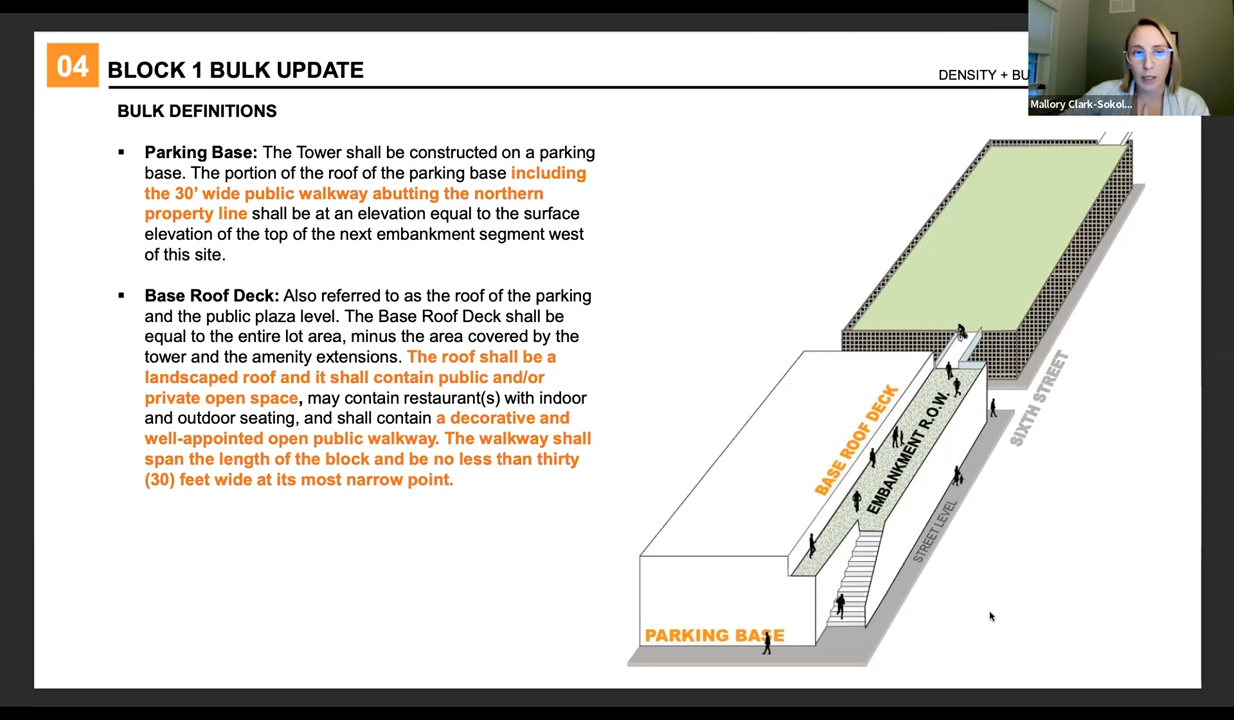 04 BLOCK 1 BULK UPDATE
DENSITY + BU
Mallory Clark-Sokol...
BULK DEFINITIONS
▪ Parking Base: The Tower shall be constructed on a parking
base. The portion of the roof of the parking base including
the 30’ wide public walkway abutting the northern
property line shall be at an elevation equal to the surface
elevation of the top of the next embankment segment west
of this site.
▪ Base Roof Deck: Also referred to as the roof of the parking
and the public plaza level. The Base Roof Deck shall be
equal to the entire lot area, minus the area covered by the
tower and the amenity extensions. The roof shall be a
landscaped roof and it shall contain public and/or
private open space, may contain restaurant(s) with indoor
and outdoor seating, and shall contain a decorative and
well-appointed open public walkway. The walkway shall
span the length of the block and be no less than thirty
(30) feet wide at its most narrow point.
BASE ROOF DECK
EMBANKMENT R.O.W.
SIXTH STREET
STREET LEVEL
PARKING BASE